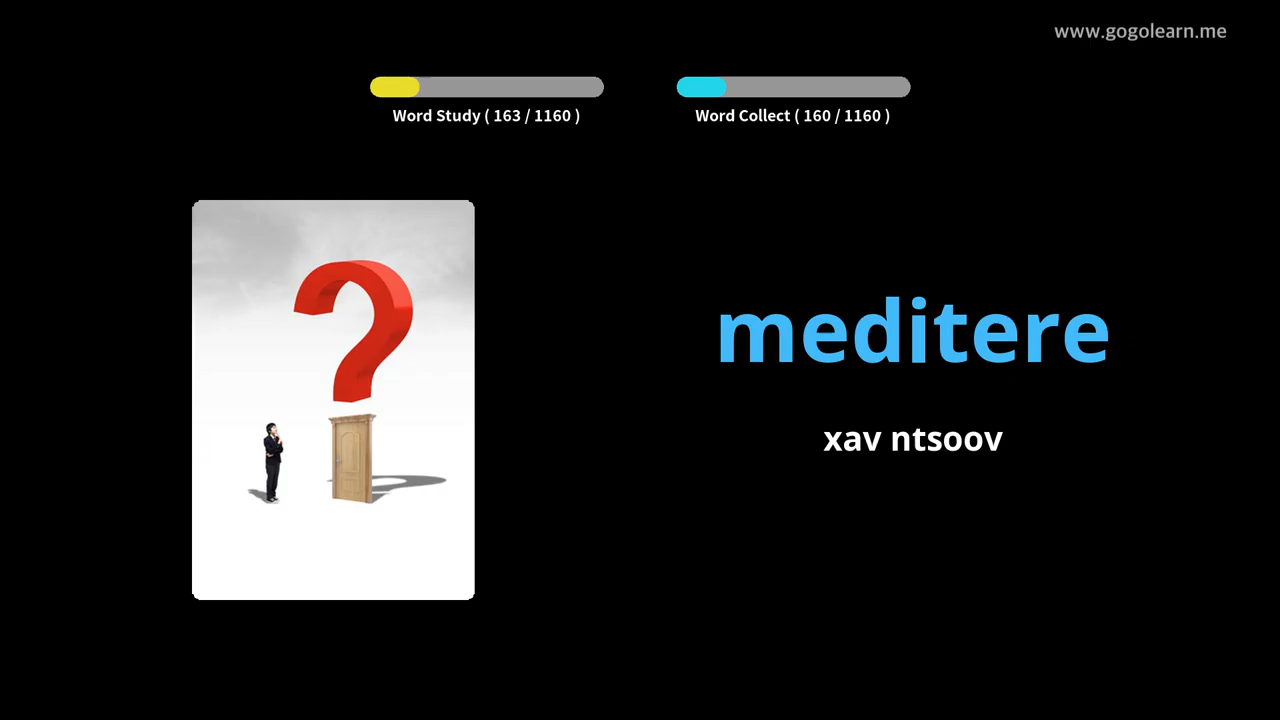 www.gogolearn.me
Word Study ( 163 / 1160 )
Word Collect ( 160 / 1160 )
meditere
xav ntsoov